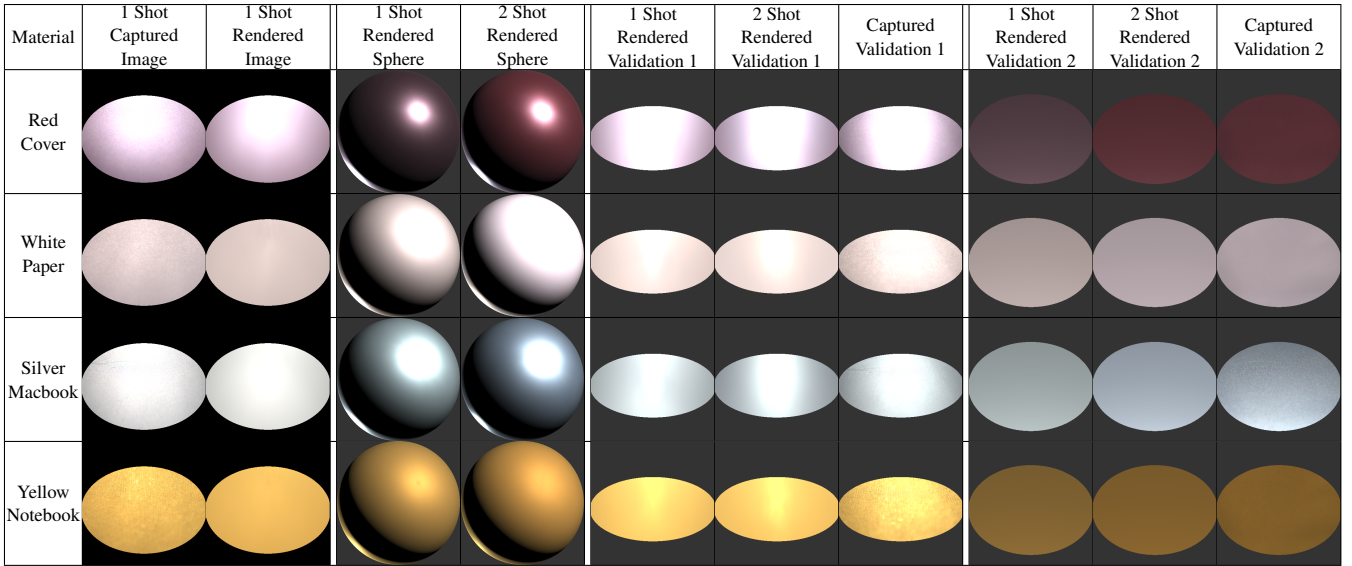 Material
1 Shot
Captured
Image
1 Shot
Rendered
Image
1 Shot
Rendered
Sphere
2 Shot
Rendered
Sphere
1 Shot
Rendered
Validation 1
2 Shot
Rendered
Validation 1
Captured
Validation 1
1 Shot
Rendered
Validation 2
2 Shot
Rendered
Validation 2
Captured
Validation 2
Red
Cover
White
Paper
Silver
Macbook
Yellow
Notebook